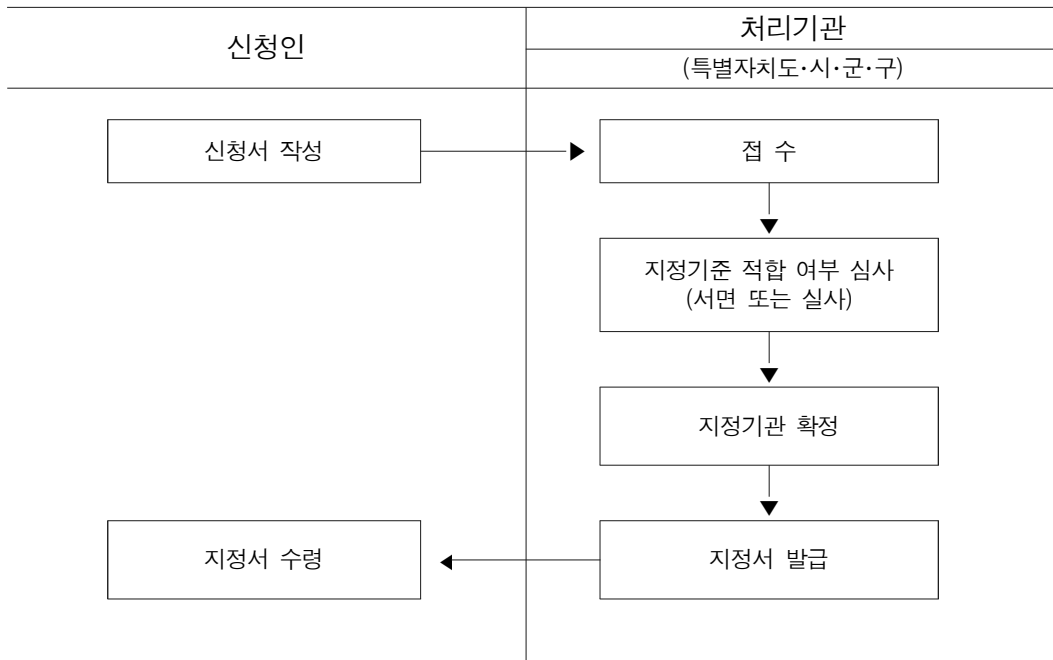 신청인
처리기관
(특별자치도·시·군·구)
신청서 작성
접 수
지정기준 적합 여부 심사
(서면 또는 실사)
지정기관 확정
지정서 수령
지정서 발급